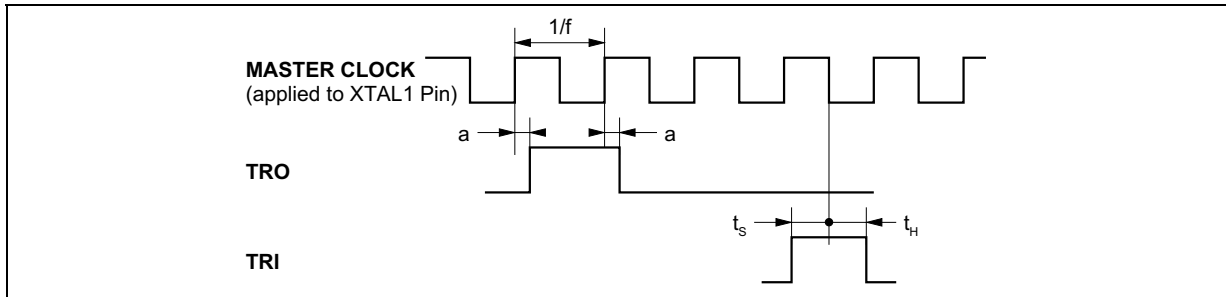 1/f
MASTER CLOCK
(applied to XTAL1 Pin)
a a
TRO
tS tH
TRI